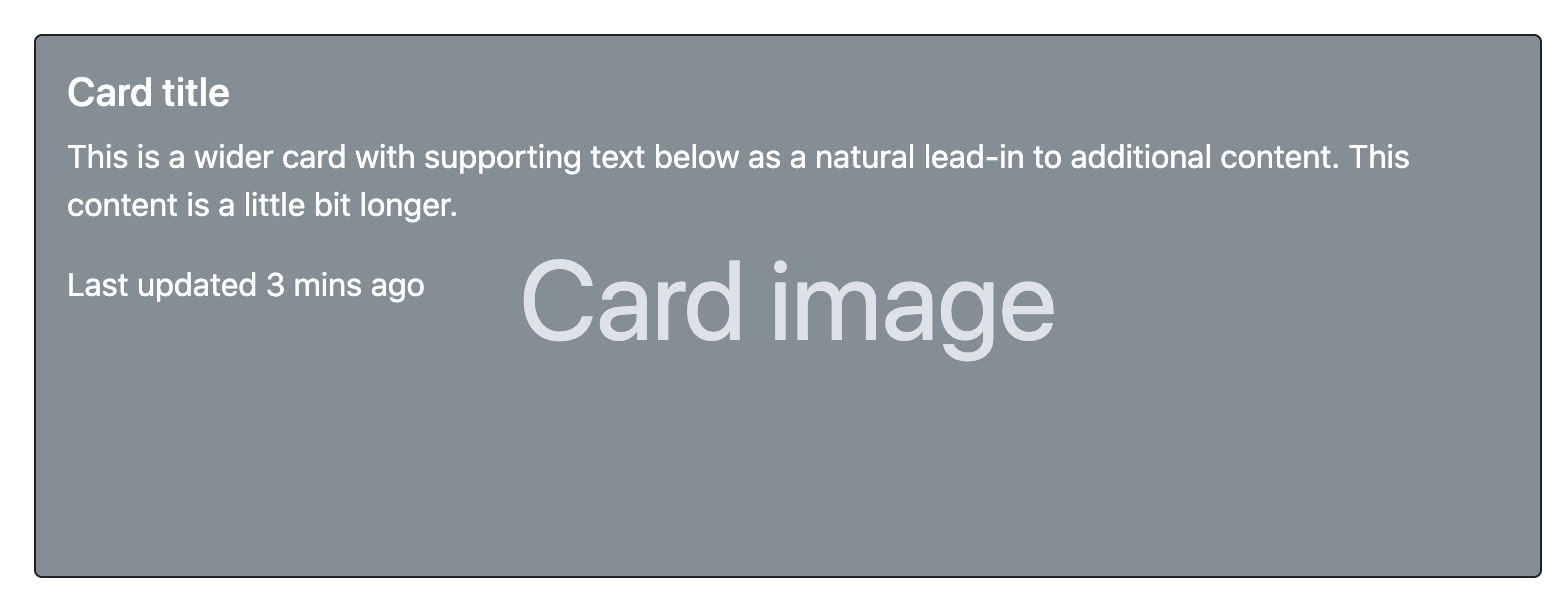 Card title
This is a wider card with supporting text below as a natural lead-in to additional content. This
content is a little bit longer.
Last updated 3 mins ago
Card image